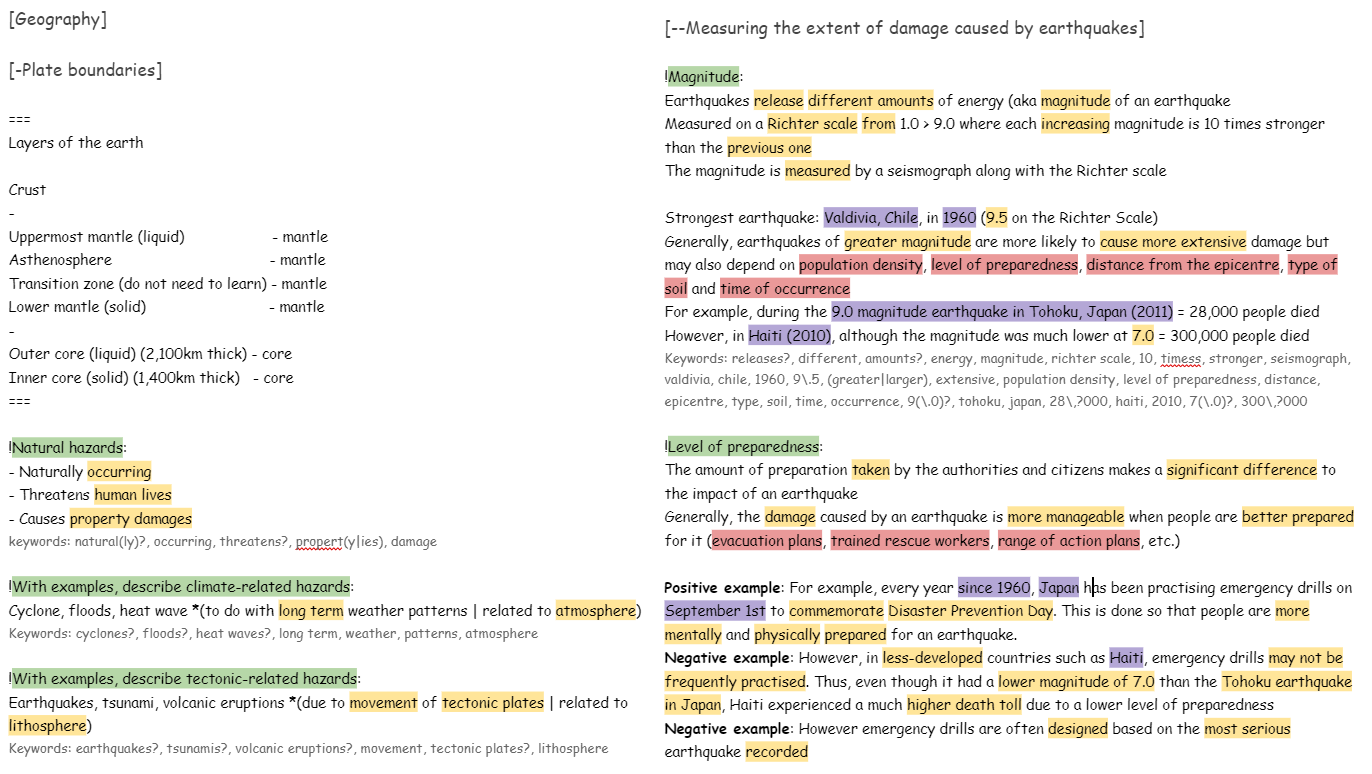 [Geography]
[-Plate boundaries]
===
Layers of the earth
Crust
-
Uppermost mantle (liquid) - mantle
Asthenosphere - mantle
Transition zone (do not need to learn) - mantle
Lower mantle (solid) - mantle
-
Outer core (liquid) (2,100km thick) - core
Inner core (solid) (1,400km thick) - core
===
!Natural hazards:
- Naturally occurring
- Threatens human lives
- Causes property damages
keywords: natural(ly)?, occurring, threatens?, propert(y|ies), damage
!With examples, describe climate-related hazards:
Cyclone, floods, heat wave *(to do with long term weather patterns | related to atmosphere)
Keywords: cyclones?, floods?, heat waves?, long term, weather, patterns, atmosphere
!With examples, describe tectonic-related hazards:
Earthquakes, tsunami, volcanic eruptions *(due to movement of tectonic plates | related to
lithosphere)
Keywords: earthquakes?, tsunamis?, volcanic eruptions?, movement, tectonic plates?, lithosphere
[--Measuring the extent of damage caused by earthquakes]
!Magnitude:
Earthquakes release different amounts of energy (aka magnitude of an earthquake
Measured on a Richter scale from 1.0 > 9.0 where each increasing magnitude is 10 times stronger
than the previous one
The magnitude is measured by a seismograph along with the Richter scale
Strongest earthquake: Valdivia, Chile, in 1960 (9.5 on the Richter Scale)
Generally, earthquakes of greater magnitude are more likely to cause more extensive damage but
may also depend on population density, level of preparedness, distance from the epicentre, type of
soil and time of occurrence
For example, during the 9.0 magnitude earthquake in Tohoku, Japan (2011) = 28,000 people died
However, in Haiti (2010), although the magnitude was much lower at 7.0 = 300,000 people died
Keywords: releases?, different, amounts?, energy, magnitude, richter scale, 10, timess, stronger, seismograph,
valdivia, chile, 1960, 9\.5, (greater|larger), extensive, population density, level of preparedness, distance,
epicentre, type, soil, time, occurrence, 9(\.0)?, tohoku, japan, 28\,?000, haiti, 2010, 7(\.0)?, 300\,?000
!Level of preparedness:
The amount of preparation taken by the authorities and citizens makes a significant difference to
the impact of an earthquake
Generally, the damage caused by an earthquake is more manageable when people are better prepared
for it (evacuation plans, trained rescue workers, range of action plans, etc.)
Positive example: For example, every year since 1960, Japan has been practising emergency drills on
September 1st to commemorate Disaster Prevention Day. This is done so that people are more
mentally and physically prepared for an earthquake.
Negative example: However, in less-developed countries such as Haiti, emergency drills may not be
frequently practised. Thus, even though it had a lower magnitude of 7.0 than the Tohoku earthquake
in Japan, Haiti experienced a much higher death toll due to a lower level of preparedness
Negative example: However emergency drills are often designed based on the most serious
earthquake recorded